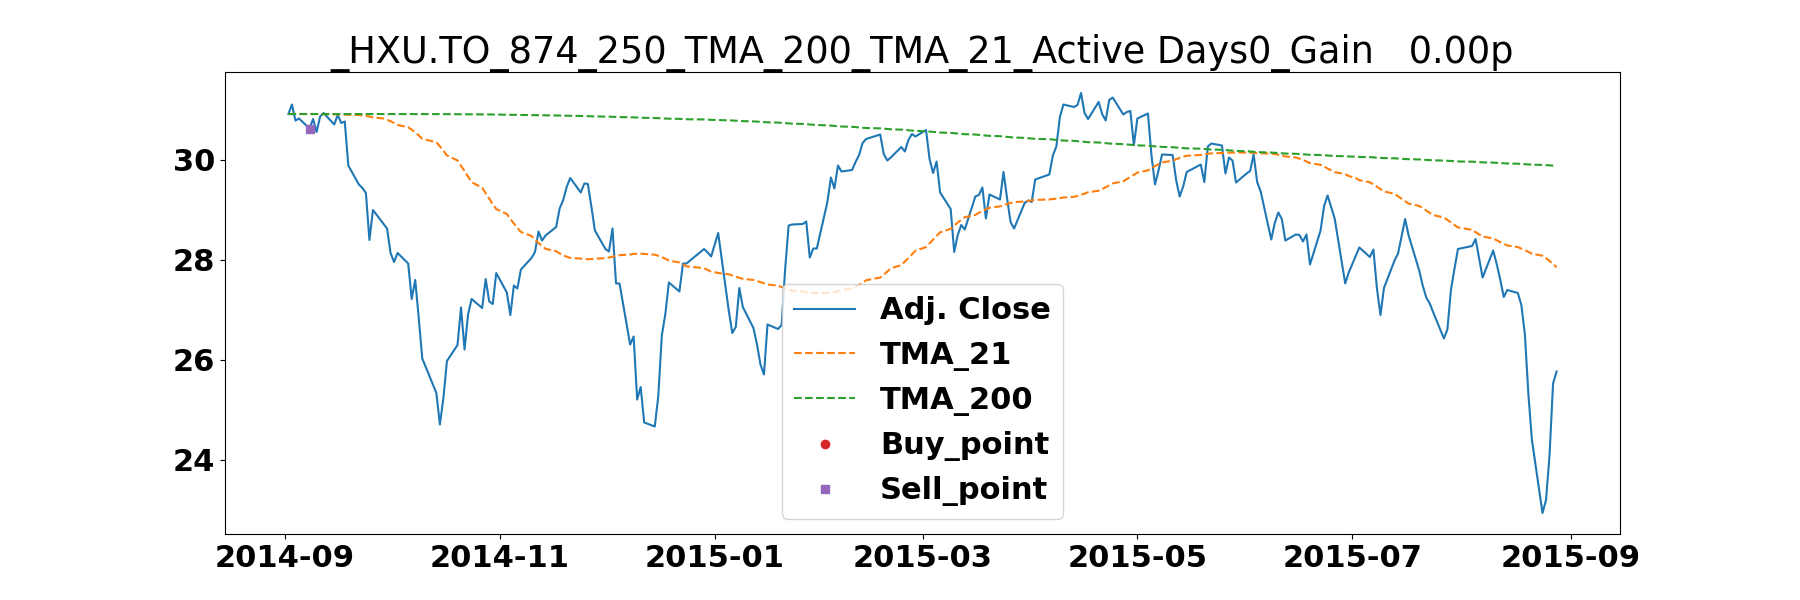 _HXU.TO_874_250_TMA_200_TMA_21_Active Days0_Gain   0.00p
30
28
26
24
Adj. Close
TMA_21
TMA_200
Buy_point
Sell_point
2014-09 2014-11 2015-01 2015-03 2015-05 2015-07 2015-09